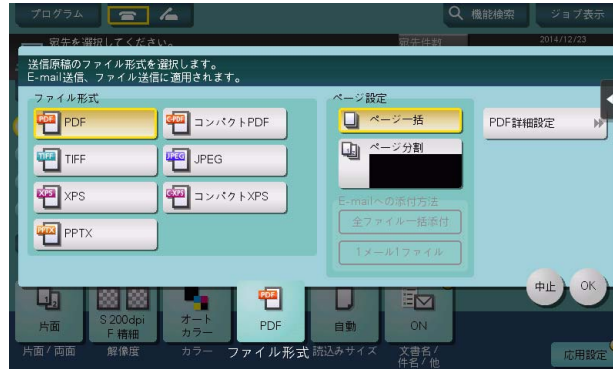 プログラム
機能検索
ジョブ表示
宛先を選択してください。
宛先件数
2014/12/23
送信原稿のファイル形式を選択します。
E-mail送信、ファイル送信に適用されます。
ファイル形式
PDF
コンパクトPDF
TIFF
JPEG
XPS
コンパクトXPS
PPTX
ページ設定
ページ一括
ページ分割
E-mailへの添付方法
全ファイル一括添付
1メール1ファイル
PDF詳細設定
中止
OK
片面
S 200dpi
F 精細
オート
カラー
PDF
自動
ON
片面/両面
解像度
カラー
ファイル形式
読込みサイズ
文書名/
件名/他
応用設定